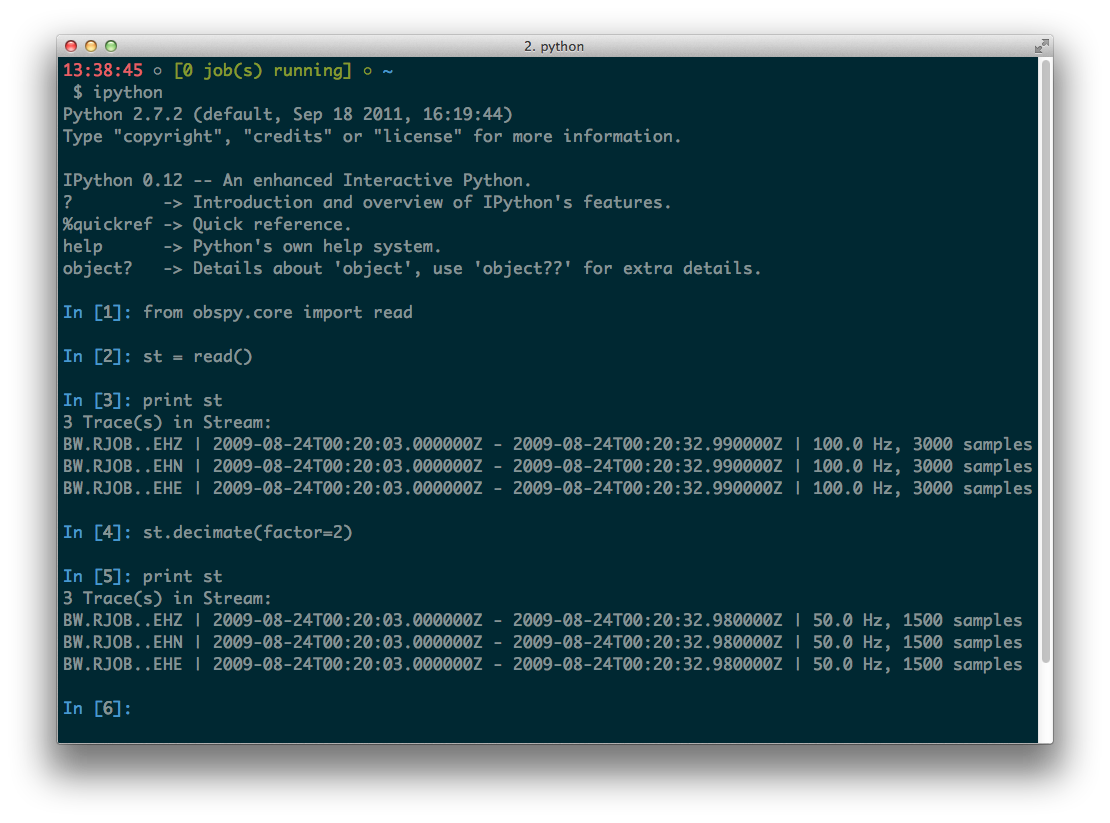 2. python
13:38:45 ○ [0 job(s) running] ○ ~
 $ ipython
Python 2.7.2 (default, Sep 18 2011, 16:19:44)
Type "copyright", "credits" or "license" for more information.

IPython 0.12 -- An enhanced Interactive Python.
?         -> Introduction and overview of IPython's features.
%quickref -> Quick reference.
help      -> Python's own help system.
object?   -> Details about 'object', use 'object??' for extra details.

In [1]: from obspy.core import read

In [2]: st = read()

In [3]: print st
3 Trace(s) in Stream:
BW.RJOB..EHZ | 2009-08-24T00:20:03.000000Z - 2009-08-24T00:20:32.990000Z | 100.0 Hz, 3000 samples
BW.RJOB..EHN | 2009-08-24T00:20:03.000000Z - 2009-08-24T00:20:32.990000Z | 100.0 Hz, 3000 samples
BW.RJOB..EHE | 2009-08-24T00:20:03.000000Z - 2009-08-24T00:20:32.990000Z | 100.0 Hz, 3000 samples

In [4]: st.decimate(factor=2)

In [5]: print st
3 Trace(s) in Stream:
BW.RJOB..EHZ | 2009-08-24T00:20:03.000000Z - 2009-08-24T00:20:32.980000Z | 50.0 Hz, 1500 samples
BW.RJOB..EHN | 2009-08-24T00:20:03.000000Z - 2009-08-24T00:20:32.980000Z | 50.0 Hz, 1500 samples
BW.RJOB..EHE | 2009-08-24T00:20:03.000000Z - 2009-08-24T00:20:32.980000Z | 50.0 Hz, 1500 samples

In [6]: